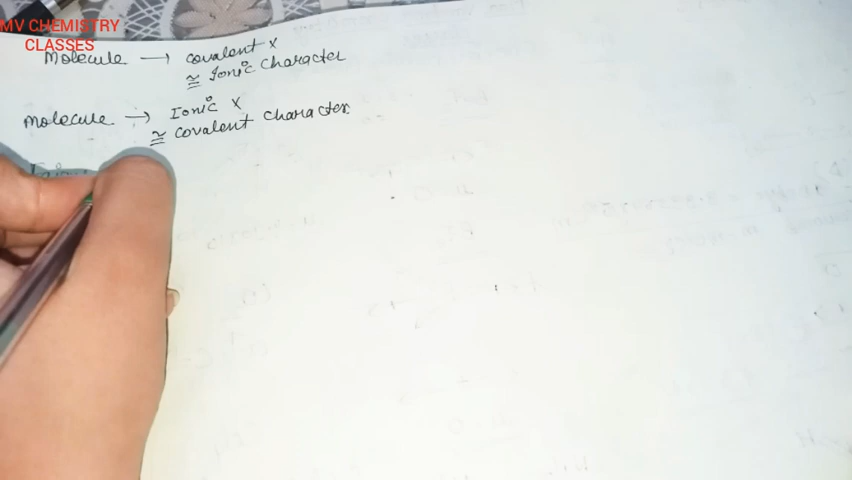 MV CHEMISTRY
CLASSES
Molecule → covalent x
≅ Ionic character
Molecule → Ionic x
≅ covalent character